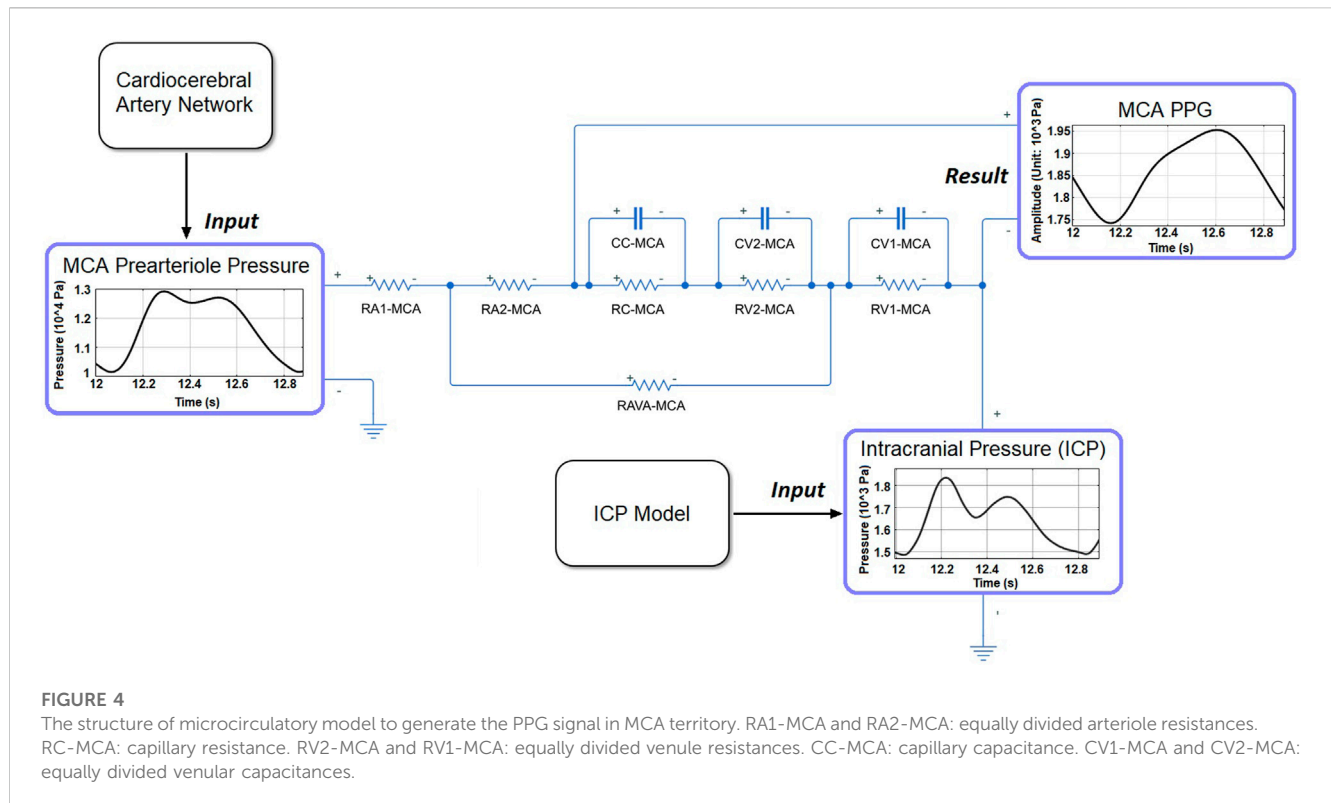 Cardiocerebral
Artery Network
Input
MCA Prearteriole Pressure
Pressure (10^4 Pa)
1.3
1.2
1.1
1
12 12.2 12.4 12.6 12.8
Time (s)
+
-
+ -
RA1-MCA
+ -
RA2-MCA
+ -
CC-MCA
+ -
RC-MCA
+ -
CV2-MCA
+ -
RV2-MCA
+ -
CV1-MCA
+ -
RV1-MCA
+ -
RAVA-MCA
+
-
Result
MCA PPG
Amplitude (Unit: 10^3 Pa)
1.95
1.9
1.85
1.8
1.75
12 12.2 12.4 12.6 12.8
Time (s)
ICP Model
Input
+
Intracranial Pressure (ICP)
Pressure (10^3 Pa)
1.8
1.7
1.6
1.5
12 12.2 12.4 12.6 12.8
Time (s)
-
FIGURE 4
The structure of microcirculatory model to generate the PPG signal in MCA territory. RA1-MCA and RA2-MCA: equally divided arteriole resistances.
RC-MCA: capillary resistance. RV2-MCA and RV1-MCA: equally divided venule resistances. CC-MCA: capillary capacitance. CV1-MCA and CV2-MCA:
equally divided venular capacitances.